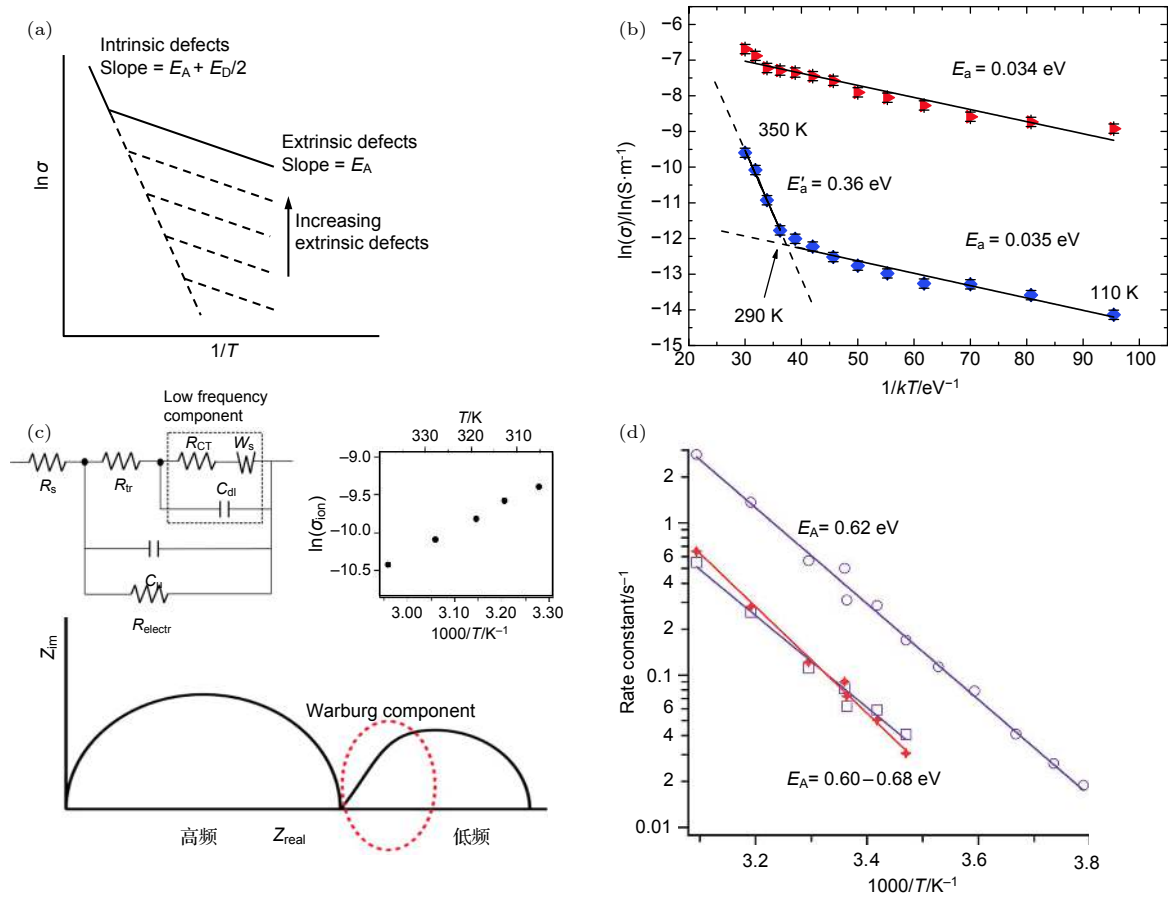 (a)
Intrinsic defects
Slope = E_A + E_D/2
Extrinsic defects
Slope = E_A
Increasing
extrinsic defects
ln σ
1/T
(b)
−6
−7
−8
−9
−10
−11
−12
−13
−14
−15
ln(σ)/ln(S·m⁻¹)
E_a = 0.034 eV
350 K
E′_a = 0.36 eV
E_a = 0.035 eV
290 K
110 K
20 30 40 50 60 70 80 90 100
1/kT/eV⁻¹
(c)
Low frequency
component
R_CT W_s
R_s R_tr
C_dl
C_μ
R_electr
T/K
330 320 310
−9.0
−9.5
−10.0
−10.5
ln(σ_ion)
3.00 3.10 3.20 3.30
1000/T/K⁻¹
Z_im
Warburg component
高频 Z_real 低频
(d)
2
1
6
4
2
0.1
6
4
2
0.01
Rate constant/s⁻¹
E_A = 0.62 eV
E_A = 0.60−0.68 eV
3.2 3.4 3.6 3.8
1000/T/K⁻¹